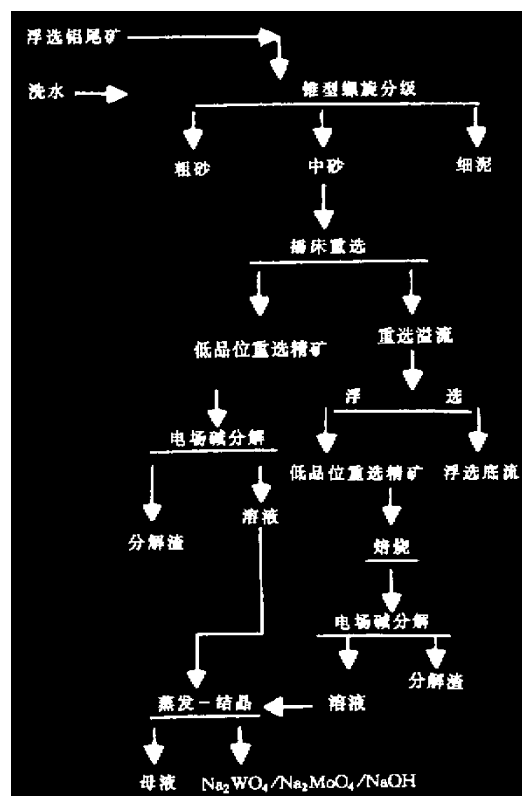 浮选铝尾矿
洗水
锥型螺旋分级
粗砂
中砂
细泥
摇床重选
低品位重选精矿
重选溢流
浮 选
电场碱分解
低品位重选精矿
浮选底流
分解渣
溶液
焙烧
电场碱分解
分解渣
蒸发-结晶
溶液
母液
Na₂WO₄/Na₂MoO₄/NaOH